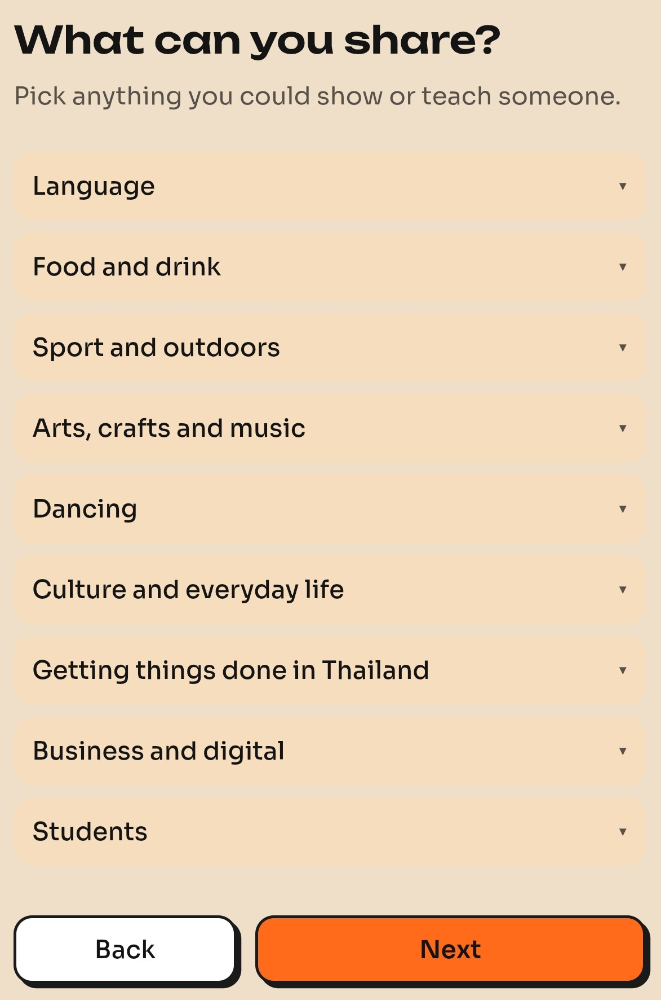 What can you share?
Pick anything you could show or teach someone.
Language
Food and drink
Sport and outdoors
Arts, crafts and music
Dancing
Culture and everyday life
Getting things done in Thailand
Business and digital
Students
Back
Next